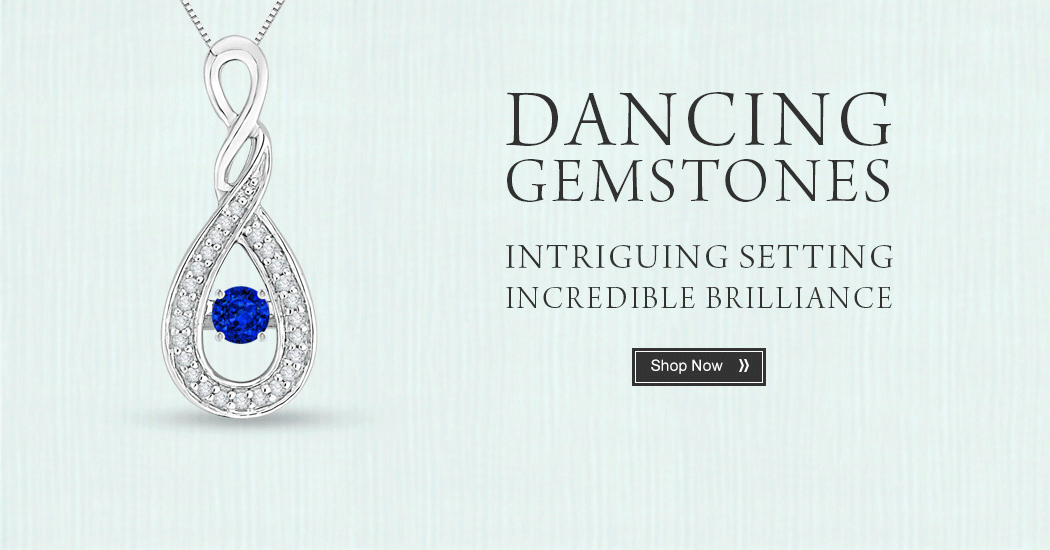 DANCING
GEMSTONES
INTRIGUING SETTING
INCREDIBLE BRILLIANCE
Shop Now »